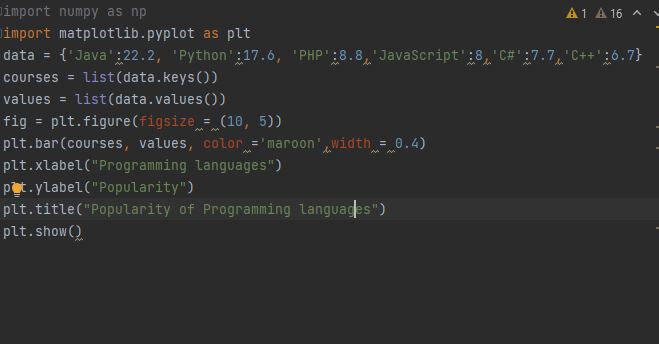 import numpy as np
import matplotlib.pyplot as plt
data = {'Java':22.2, 'Python':17.6, 'PHP':8.8,'JavaScript':8,'C#':7.7,'C++':6.7}
courses = list(data.keys())
values = list(data.values())
fig = plt.figure(figsize = (10, 5))
plt.bar(courses, values, color ='maroon',width = 0.4)
plt.xlabel("Programming languages")
plt.ylabel("Popularity")
plt.title("Popularity of Programming languages")
plt.show()
1 16